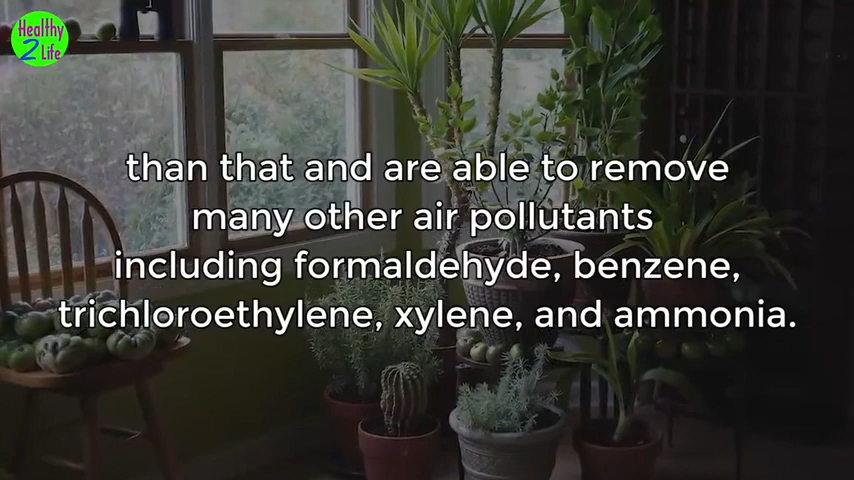 Healthy
2
Life
than that and are able to remove
many other air pollutants
including formaldehyde, benzene,
trichloroethylene, xylene, and ammonia.